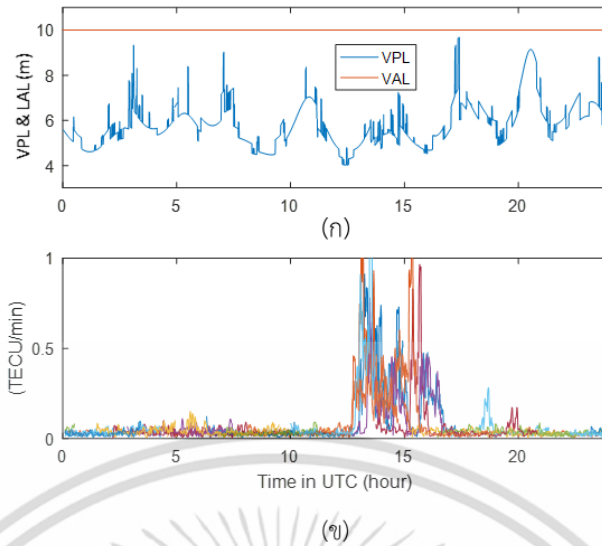 VPL & LAL (m)
10
8
6
4
VPL
VAL
0 5 10 15 20
(ก)
(TECU/min)
1
0.5
0
0 5 10 15 20
Time in UTC (hour)
(ข)